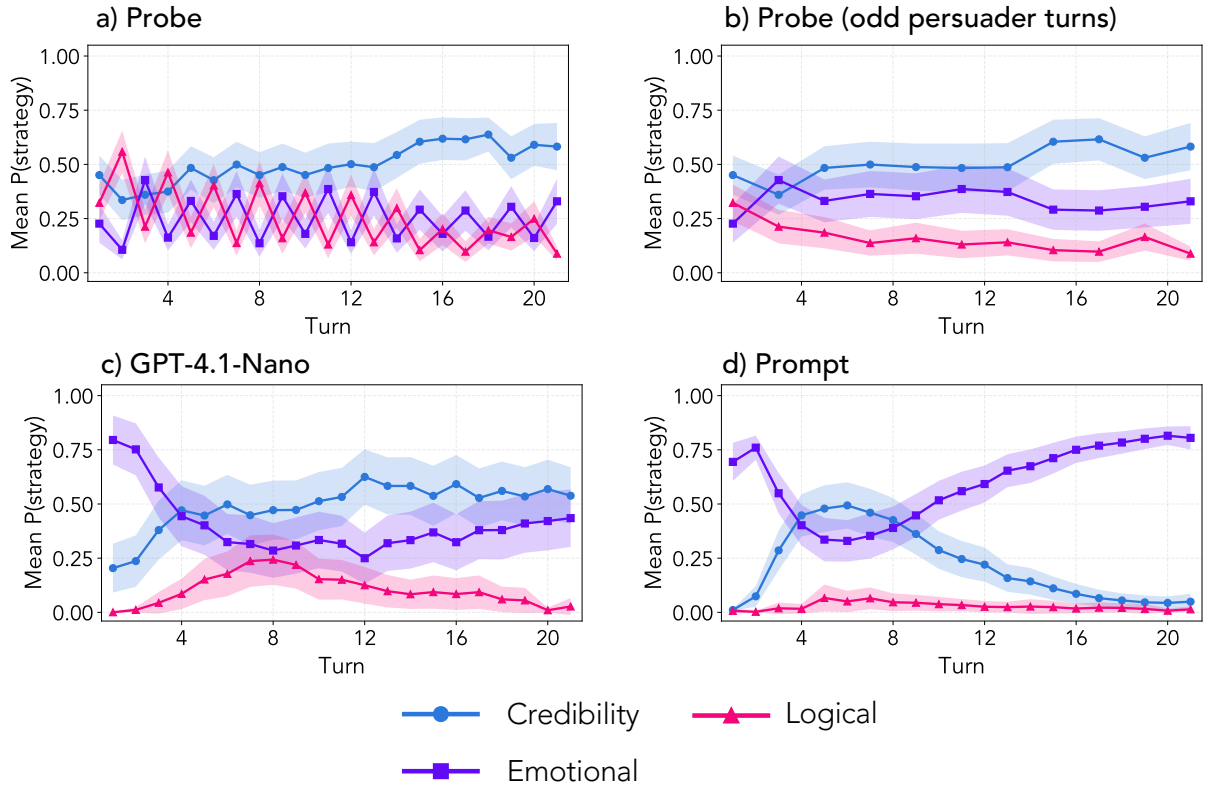 a) Probe
b) Probe (odd persuader turns)
Mean P(strategy)
1.00
0.75
0.50
0.25
0.00
4
8
12
16
20
Turn
Mean P(strategy)
1.00
0.75
0.50
0.25
0.00
4
8
12
16
20
Turn
c) GPT-4.1-Nano
d) Prompt
Mean P(strategy)
1.00
0.75
0.50
0.25
0.00
4
8
12
16
20
Turn
Mean P(strategy)
1.00
0.75
0.50
0.25
0.00
4
8
12
16
20
Turn
Credibility
Logical
Emotional